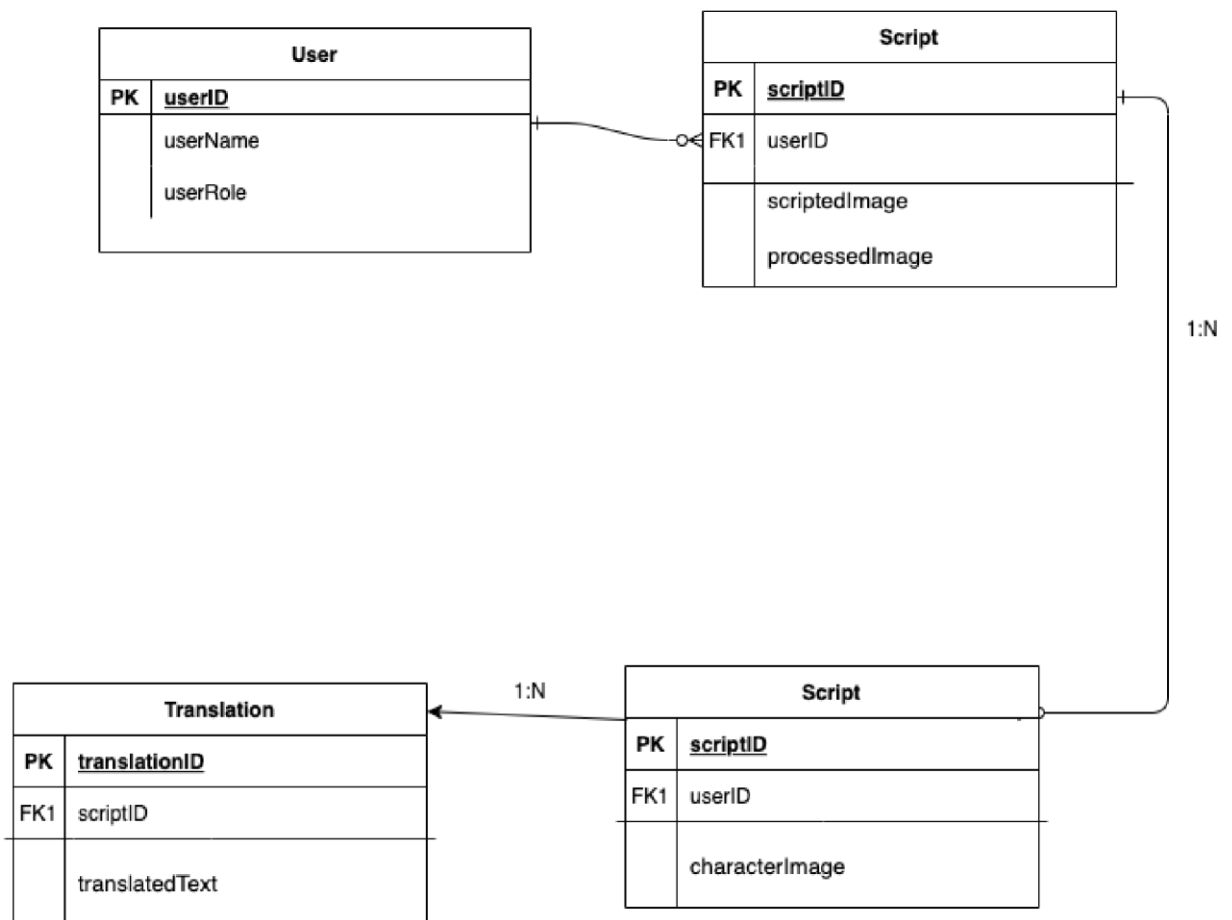 User
PK userID
userName
userRole
Script
PK scriptID
FK1 userID
scriptedImage
processedImage
1:N
Translation
PK translationID
FK1 scriptID
translatedText
1:N
Script
PK scriptID
FK1 userID
characterImage